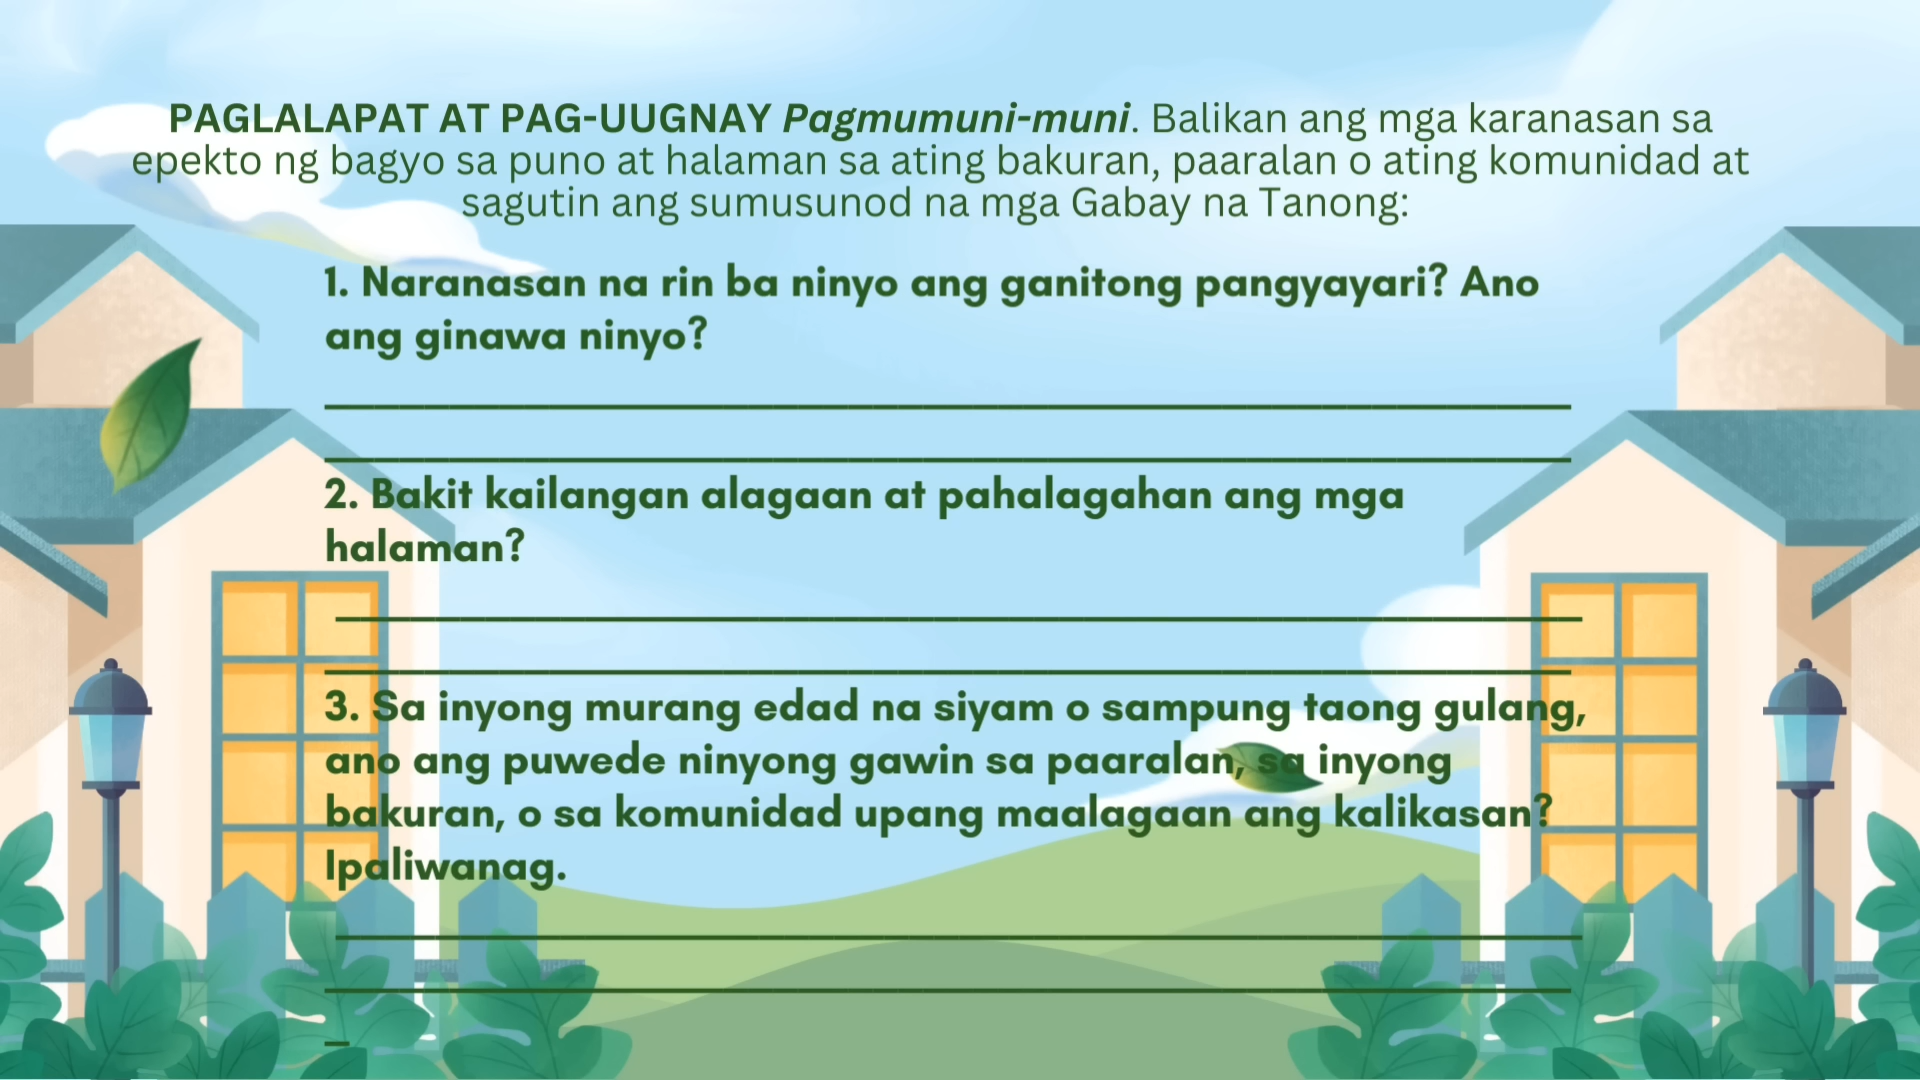 PAGLALAPAT AT PAG-UUGNAY Pagmumuni-muni. Balikan ang mga karanasan sa
epekto ng bagyo sa puno at halaman sa ating bakuran, paaralan o ating komunidad at
sagutin ang sumusunod na mga Gabay na Tanong:
1. Naranasan na rin ba ninyo ang ganitong pangyayari? Ano
ang ginawa ninyo?
2. Bakit kailangan alagaan at pahalagahan ang mga
halaman?
3. Sa inyong murang edad na siyam o sampung taong gulang,
ano ang puwede ninyong gawin sa paaralan, sa inyong
bakuran, o sa komunidad upang maalagaan ang kalikasan?
Ipaliwanag.